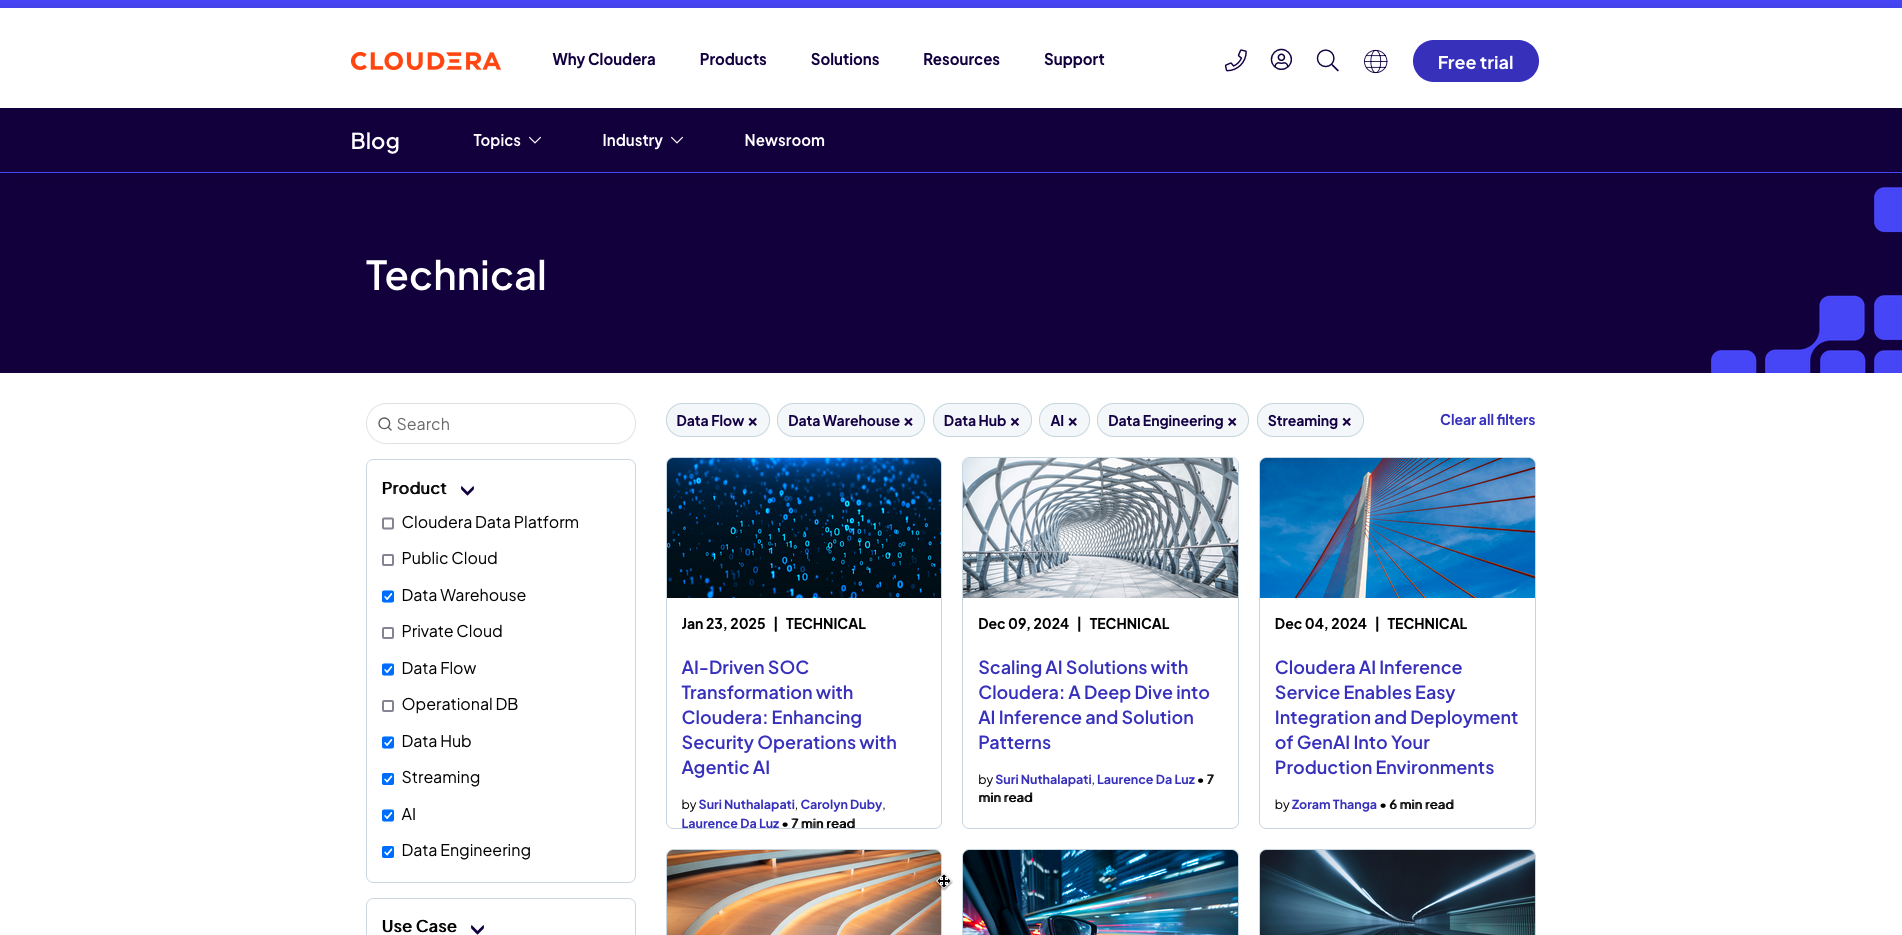 CLOUDERA
Why Cloudera
Products
Solutions
Resources
Support
Free trial
Blog
Topics
Industry
Newsroom
Technical
Search
Data Flow ×
Data Warehouse ×
Data Hub ×
AI ×
Data Engineering ×
Streaming ×
Clear all filters
Product
Cloudera Data Platform
Public Cloud
Data Warehouse
Private Cloud
Data Flow
Operational DB
Data Hub
Streaming
AI
Data Engineering
Use Case
Jan 23, 2025 | TECHNICAL
AI-Driven SOC
Transformation with
Cloudera: Enhancing
Security Operations with
Agentic AI
by Suri Nuthalapati, Carolyn Duby,
Laurence Da Luz • 7 min read
Dec 09, 2024 | TECHNICAL
Scaling AI Solutions with
Cloudera: A Deep Dive into
AI Inference and Solution
Patterns
by Suri Nuthalapati, Laurence Da Luz • 7
min read
Dec 04, 2024 | TECHNICAL
Cloudera AI Inference
Service Enables Easy
Integration and Deployment
of GenAI Into Your
Production Environments
by Zoram Thanga • 6 min read